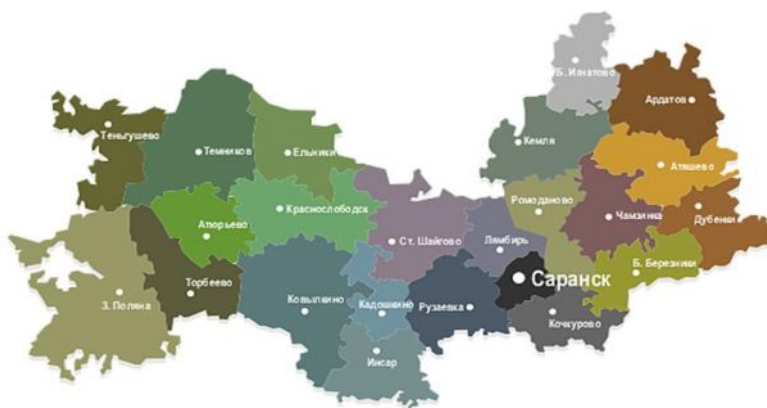 Б. Игнатово
Ардатов
Теньгушево
Темников
Ельники
Кемля
Атяшево
Атюрьево
Краснослободск
Ромоданово
Чамзинка
Дубенки
Ст. Шайгово
Лямбирь
Б. Березники
Саранск
З. Поляна
Торбеево
Ковылкино
Кадошкино
Рузаевка
Кочкурово
Инсар